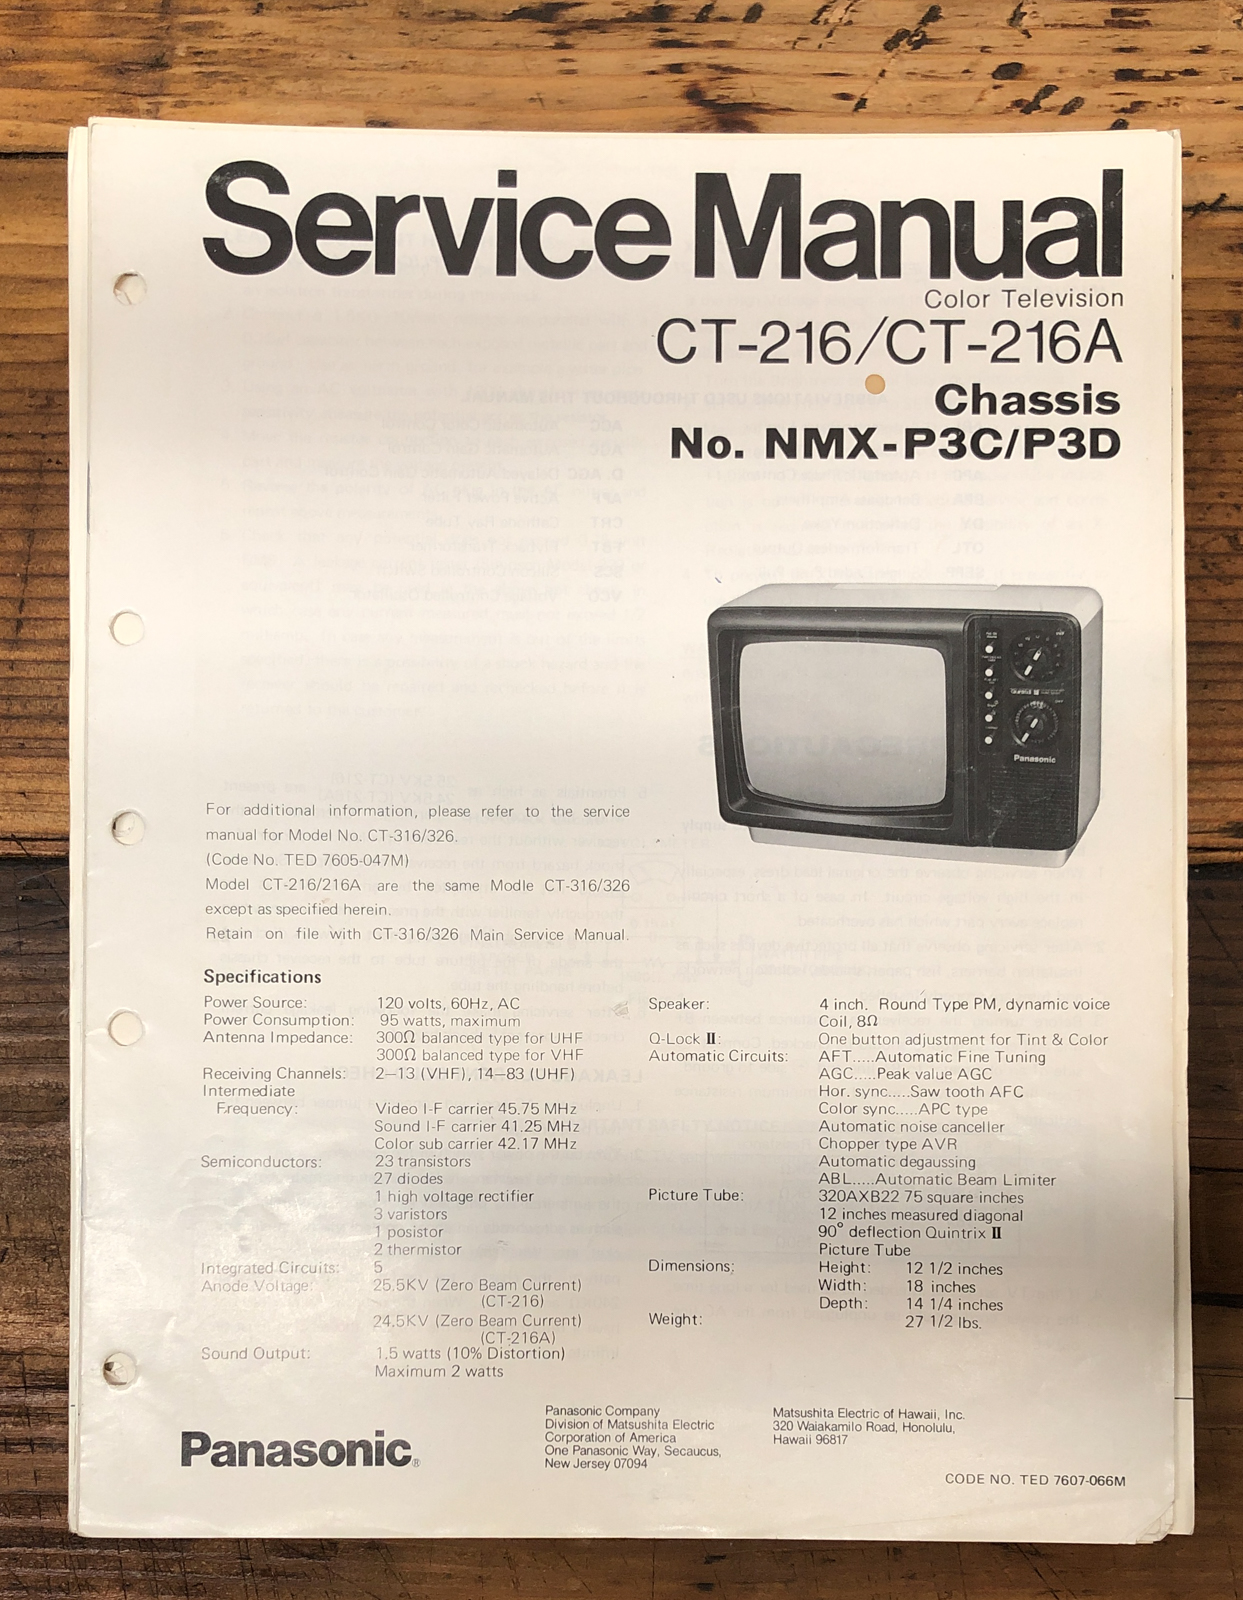 Service Manual
Color Television
CT-216/CT-216A
Chassis
No. NMX-P3C/P3D
Panasonic
For additional information, please refer to the service
manual for Model No. CT-316/326.
(Code No. TED 7605-047M)
Model CT-216/216A are the same Modle CT-316/326
except as specified herein.
Retain on file with CT-316/326 Main Service Manual.
Specifications
Power Source: 120 volts, 60Hz, AC
Power Consumption: 95 watts, maximum
Antenna Impedance: 300Ω balanced type for UHF
300Ω balanced type for VHF
Receiving Channels: 2—13 (VHF), 14—83 (UHF)
Intermediate
Frequency: Video I-F carrier 45.75 MHz
Sound I-F carrier 41.25 MHz
Color sub carrier 42.17 MHz
Semiconductors: 23 transistors
27 diodes
1 high voltage rectifier
3 varistors
1 posistor
2 thermistor
Integrated Circuits: 5
Anode Voltage: 25.5KV (Zero Beam Current)
(CT-216)
24.5KV (Zero Beam Current)
(CT-216A)
Sound Output: 1.5 watts (10% Distortion)
Maximum 2 watts
Speaker: 4 inch. Round Type PM, dynamic voice
Coil, 8Ω
Q-Lock II: One button adjustment for Tint & Color
Automatic Circuits: AFT.....Automatic Fine Tuning
AGC.....Peak value AGC
Hor. sync.....Saw tooth AFC
Color sync.....APC type
Automatic noise canceller
Chopper type AVR
Automatic degaussing
ABL.....Automatic Beam Limiter
Picture Tube: 320AXB22 75 square inches
12 inches measured diagonal
90° deflection Quintrix II
Picture Tube
Dimensions: Height: 12 1/2 inches
Width: 18 inches
Depth: 14 1/4 inches
Weight: 27 1/2 lbs.
Panasonic®
Panasonic Company
Division of Matsushita Electric
Corporation of America
One Panasonic Way, Secaucus,
New Jersey 07094
Matsushita Electric of Hawaii, Inc.
320 Waiakamilo Road, Honolulu,
Hawaii 96817
CODE NO. TED 7607-066M